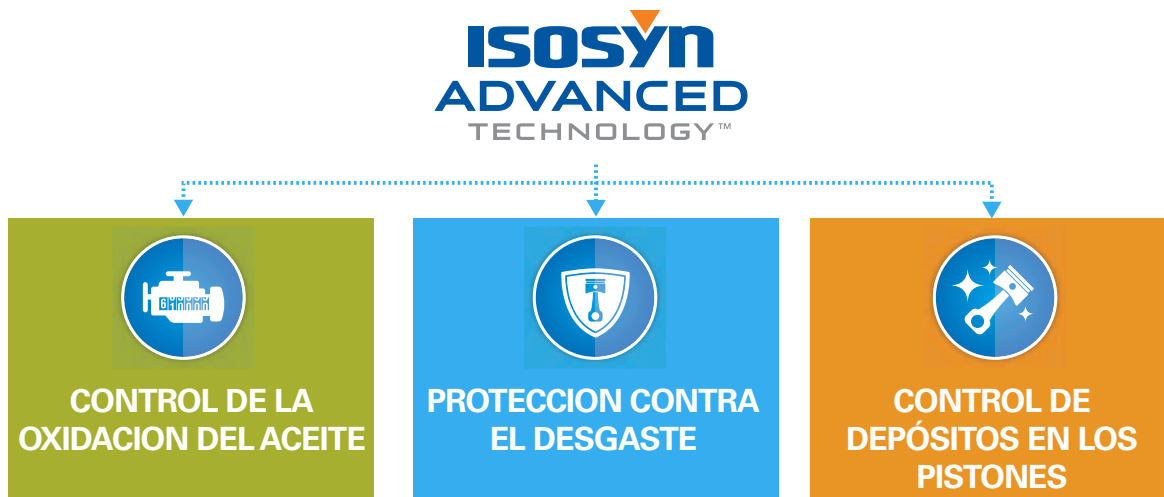 ISOSYN
ADVANCED
TECHNOLOGY™
CONTROL DE LA
OXIDACION DEL ACEITE
PROTECCION CONTRA
EL DESGASTE
CONTROL DE
DEPÓSITOS EN LOS
PISTONES